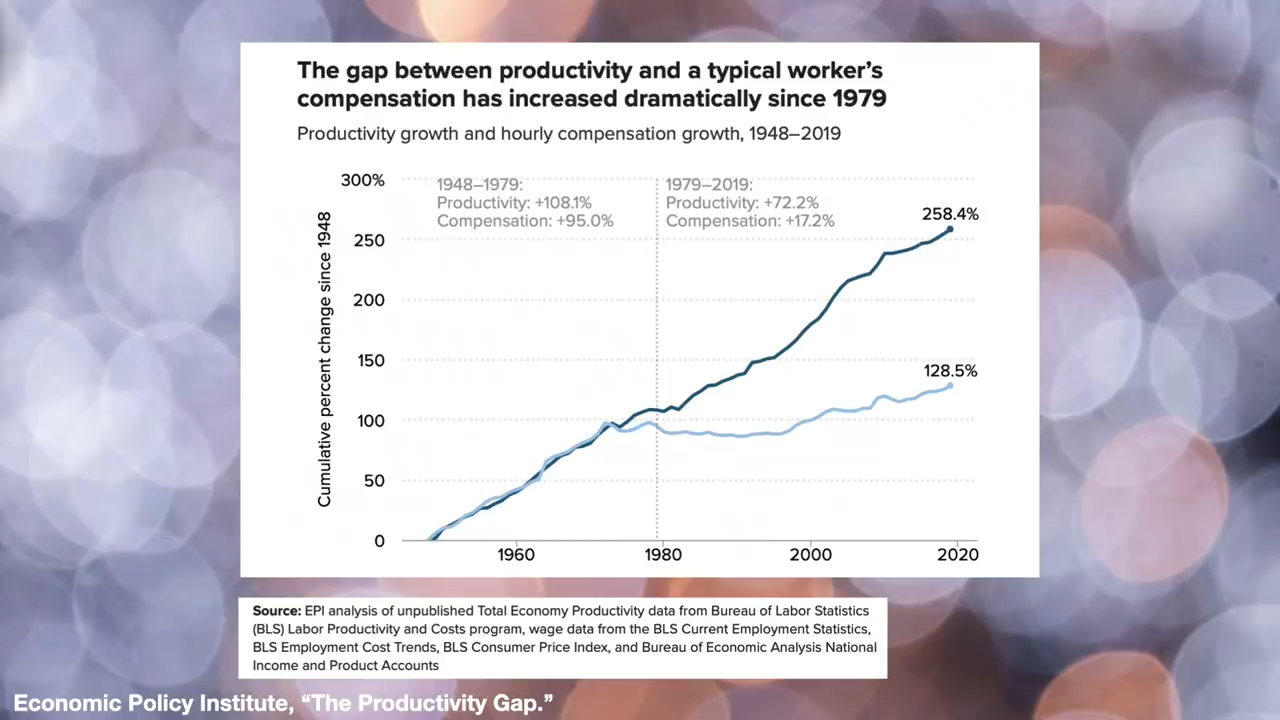 The gap between productivity and a typical worker’s
compensation has increased dramatically since 1979
Productivity growth and hourly compensation growth, 1948–2019
Cumulative percent change since 1948
300%
250
200
150
100
50
0
1948–1979:
Productivity: +108.1%
Compensation: +95.0%
1979–2019:
Productivity: +72.2%
Compensation: +17.2%
258.4%
128.5%
1960
1980
2000
2020
Source: EPI analysis of unpublished Total Economy Productivity data from Bureau of Labor Statistics
(BLS) Labor Productivity and Costs program, wage data from the BLS Current Employment Statistics,
BLS Employment Cost Trends, BLS Consumer Price Index, and Bureau of Economic Analysis National
Income and Product Accounts
Economic Policy Institute, “The Productivity Gap.”